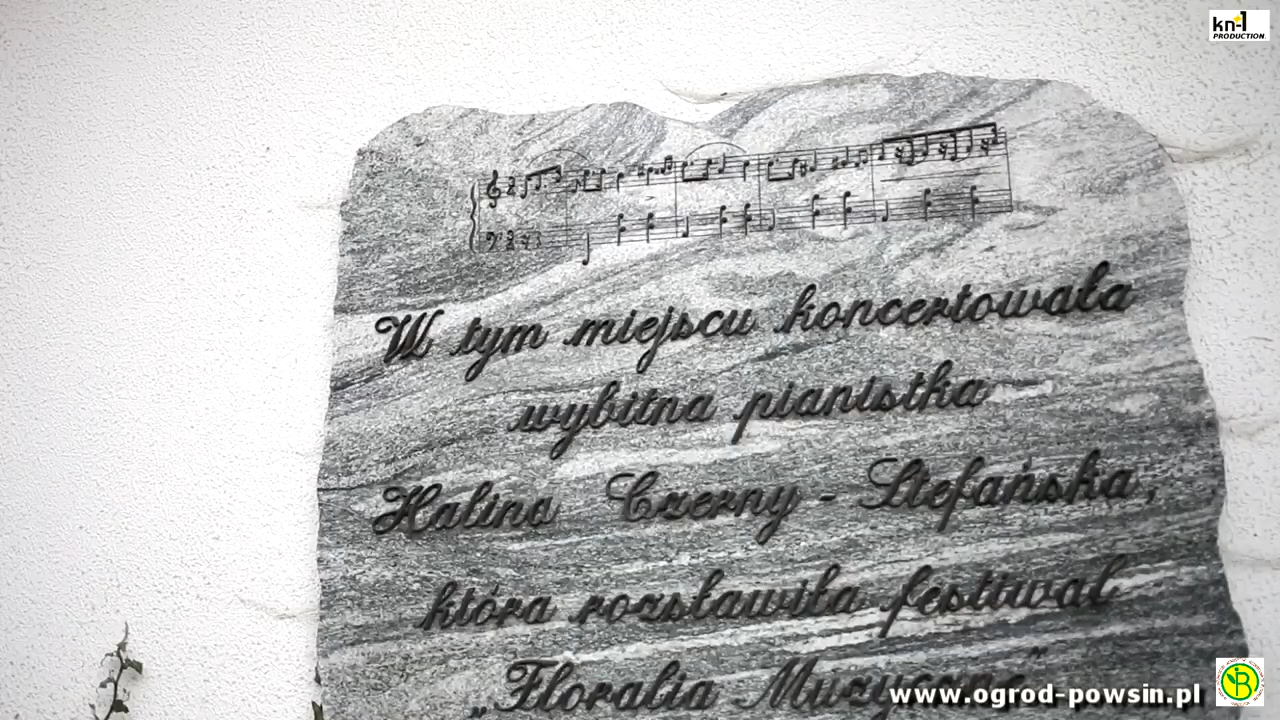 kn-1
PRODUCTION
W tym miejscu koncertowała
wybitna pianistka
Halina Czerny - Stefańska,
która rozsławiła festiwal
„Floralia Muzyczne”
www.ogrod-powsin.pl